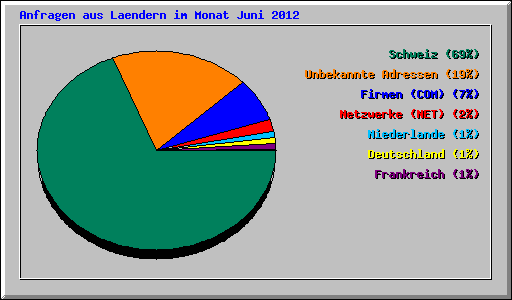 Anfragen aus Laendern im Monat Juni 2012
Schweiz (69%)
Unbekannte Adressen (19%)
Firmen (COM) (7%)
Netzwerke (NET) (2%)
Niederlande (1%)
Deutschland (1%)
Frankreich (1%)